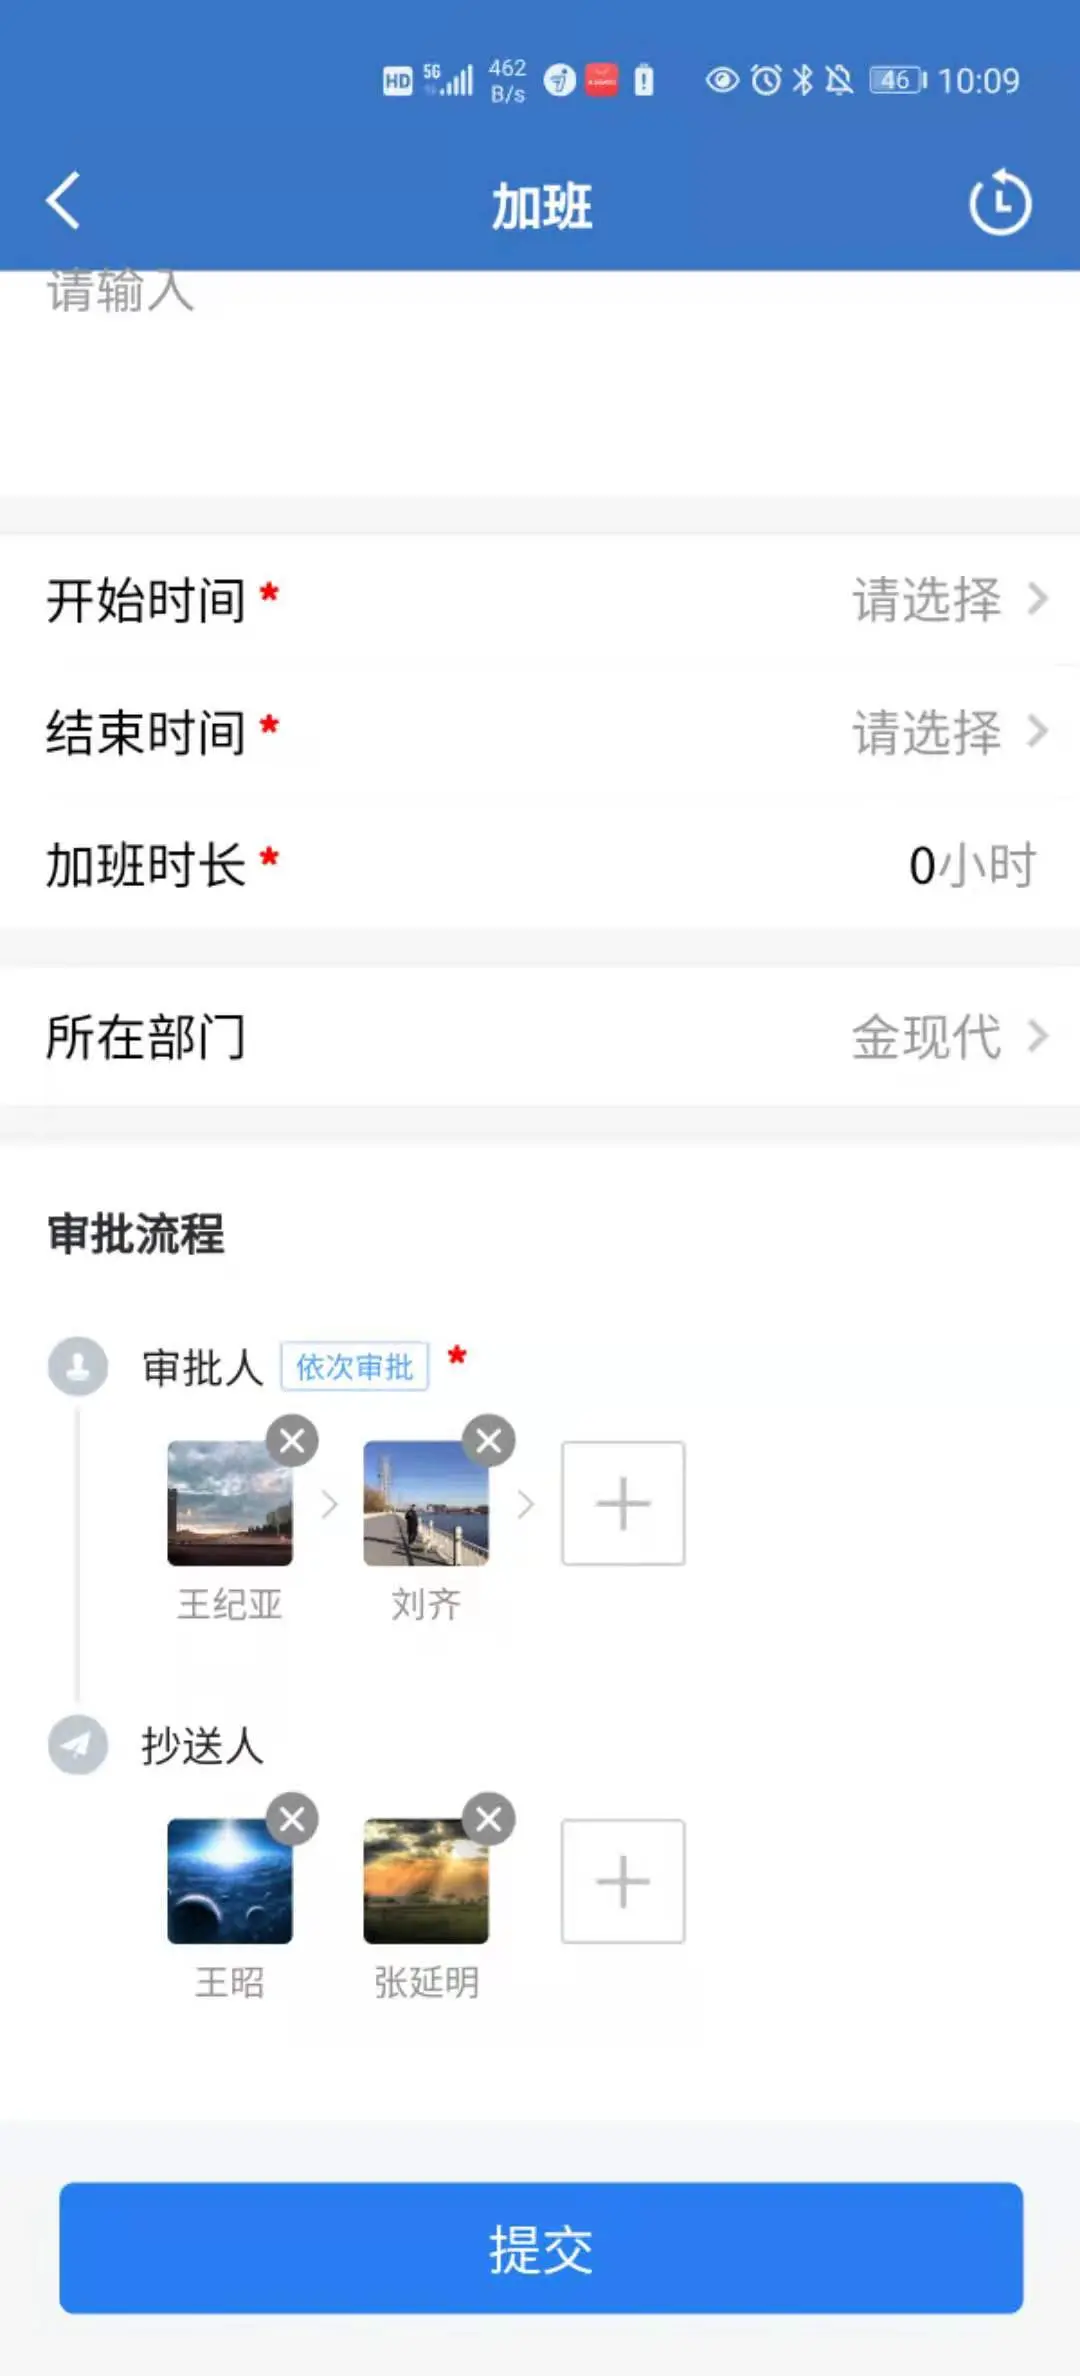 HD 5G 462 B/s 46 10:09
加班
请输入
开始时间 * 请选择
结束时间 * 请选择
加班时长 * 0小时
所在部门 金现代
审批流程
审批人 依次审批 *
王纪亚 刘齐
抄送人
王昭 张延明
提交